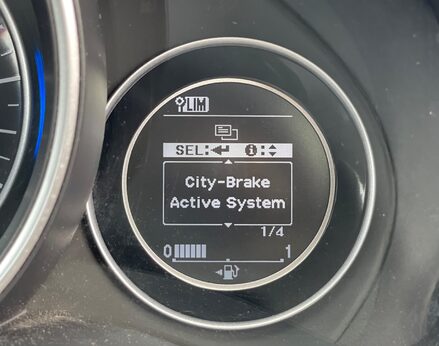 LIM
SEL: :
City-Brake
Active System
1/4
0 1